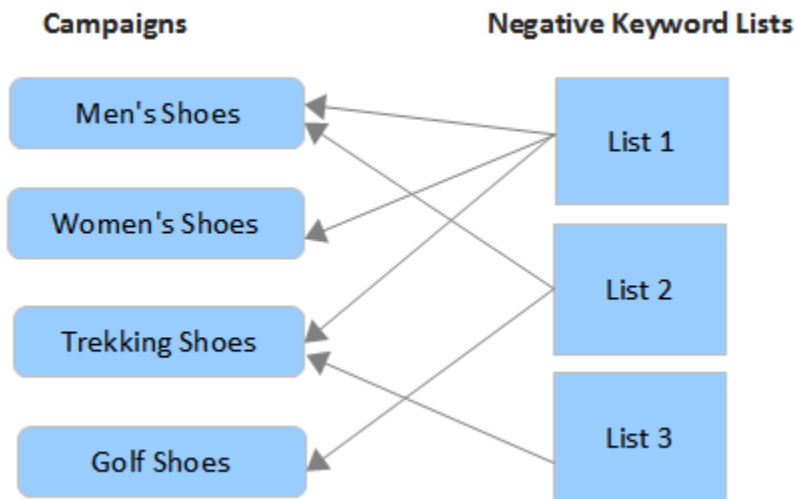 Campaigns
Negative Keyword Lists
Men's Shoes
List 1
Women's Shoes
List 2
Trekking Shoes
List 3
Golf Shoes